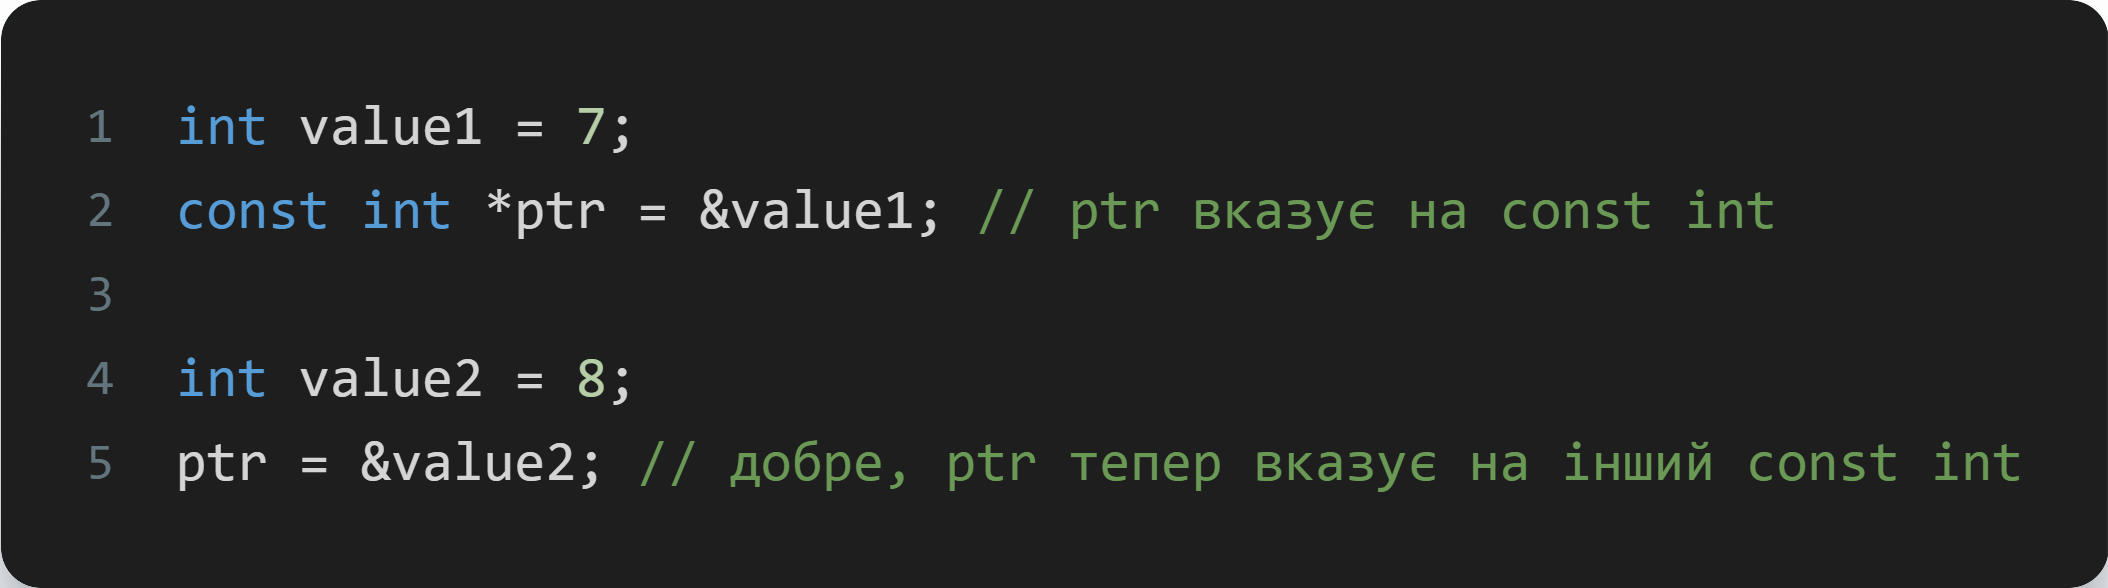 1 int value1 = 7;
2 const int *ptr = &value1; // ptr вказує на const int
3
4 int value2 = 8;
5 ptr = &value2; // добре, ptr тепер вказує на інший const int